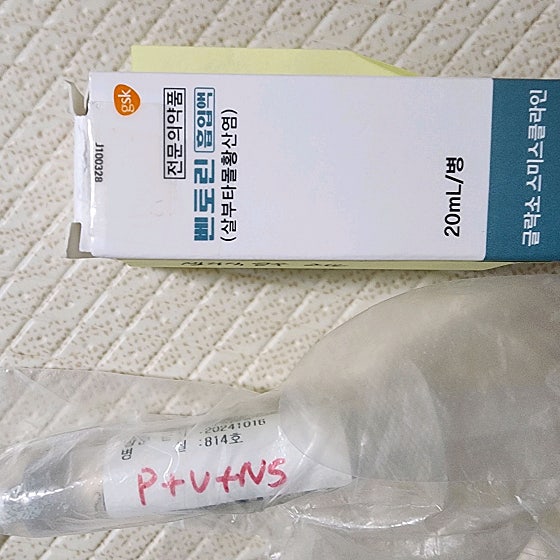 gsk
J100328
전문의약품
벤토린 흡입액
(살부타몰황산염)
20mL/병
글락소 스미스클라인
:20241016
:814호
P+V+NS